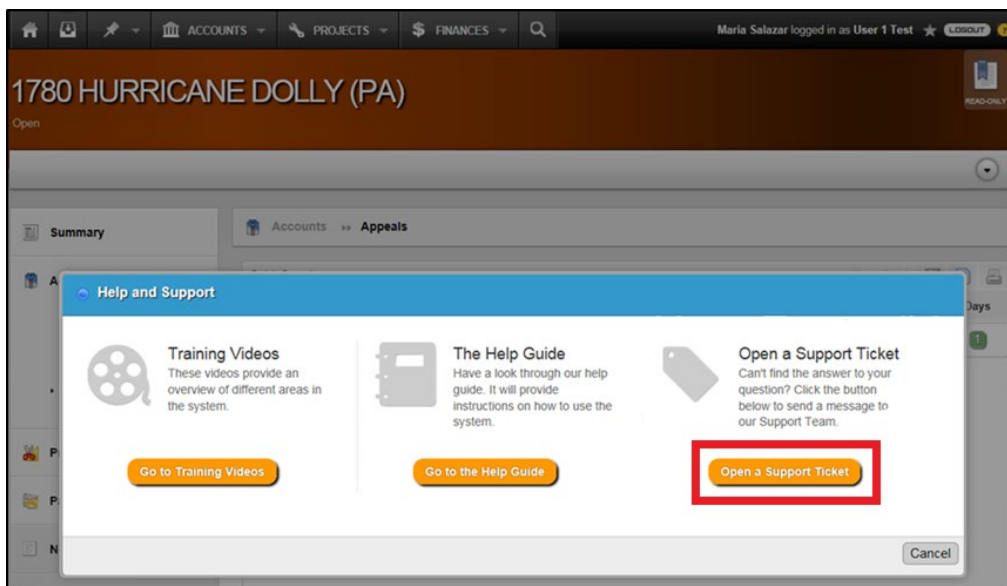 ACCOUNTS PROJECTS $ FINANCES Maria Salazar logged in as User 1 Test LOGOUT ?
1780 HURRICANE DOLLY (PA)
Open
READ-ONLY
Summary
Accounts Appeals
A
Days
1
Help and Support
Training Videos
These videos provide an
overview of different areas in
the system.
Go to Training Videos
The Help Guide
Have a look through our help
guide. It will provide
instructions on how to use the
system.
Go to the Help Guide
Open a Support Ticket
Can't find the answer to your
question? Click the button
below to send a message to
our Support Team.
Open a Support Ticket
P
P
N
Cancel